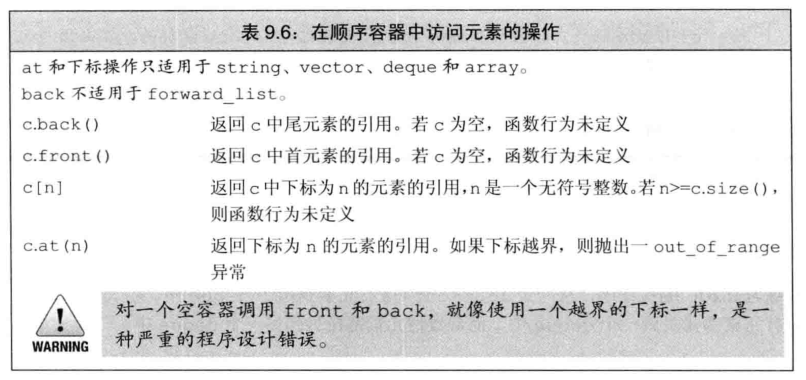 表 9.6：在顺序容器中访问元素的操作
at 和下标操作只适用于 string、vector、deque 和 array。
back 不适用于 forward_list。
c.back() 返回 c 中尾元素的引用。若 c 为空，函数行为未定义
c.front() 返回 c 中首元素的引用。若 c 为空，函数行为未定义
c[n] 返回c中下标为n的元素的引用,n是一个无符号整数。若n>=c.size()，
则函数行为未定义
c.at(n) 返回下标为 n 的元素的引用。如果下标越界，则抛出一 out_of_range
异常
对一个空容器调用 front 和 back，就像使用一个越界的下标一样，是一
种严重的程序设计错误。
WARNING